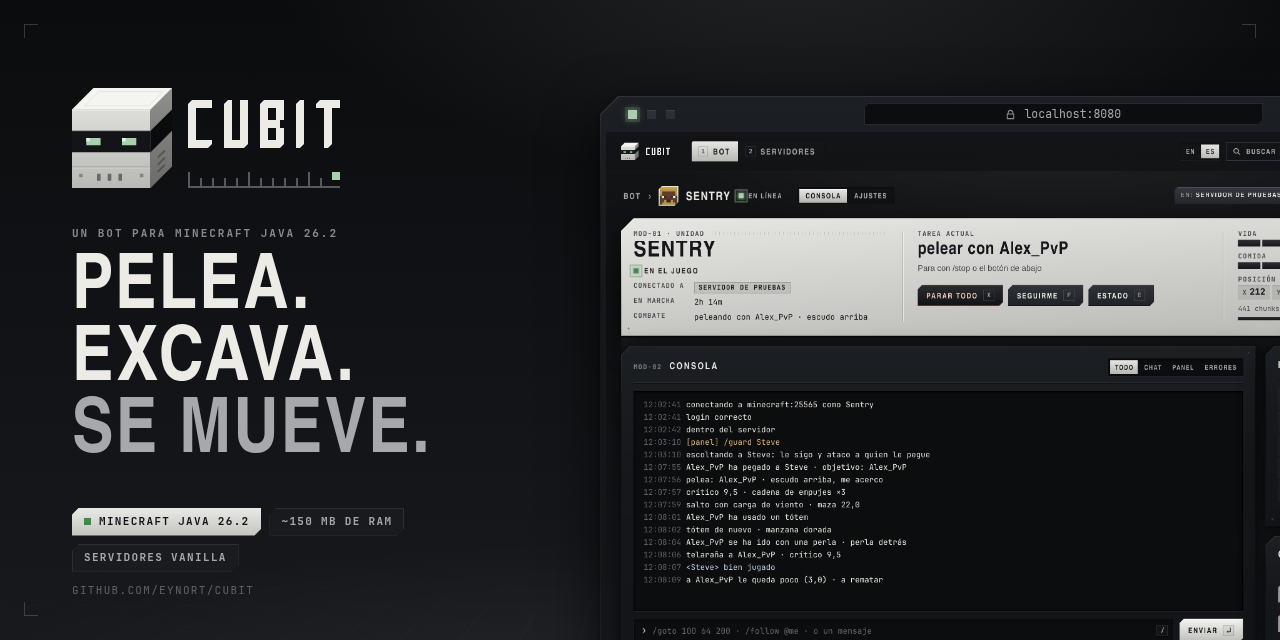 CUBIT
UN BOT PARA MINECRAFT JAVA 26.2
PELEA.
EXCAVA.
SE MUEVE.
MINECRAFT JAVA 26.2
~150 MB DE RAM
SERVIDORES VANILLA
GITHUB.COM/EYNORT/CUBIT
localhost:8080
CUBIT
1 BOT
2 SERVIDORES
EN ES
BUSCAR
BOT › SENTRY EN LÍNEA
CONSOLA AJUSTES
EN: SERVIDOR DE PRUEBAS
MOD-01 · UNIDAD
SENTRY
EN EL JUEGO
CONECTADO A SERVIDOR DE PRUEBAS
EN MARCHA 2h 14m
COMBATE peleando con Alex_PvP · escudo arriba
TAREA ACTUAL
pelear con Alex_PvP
Para con /stop o el botón de abajo
PARAR TODO X
SEGUIRME F
ESTADO E
VIDA
COMIDA
POSICIÓN
X 212 Y
441 chunks
MOD-02 CONSOLA
TODO CHAT PANEL ERRORES
12:02:41 conectando a minecraft:25565 como Sentry
12:02:41 login correcto
12:02:42 dentro del servidor
12:03:10 [panel] /guard Steve
12:03:10 escoltando a Steve: le sigo y ataco a quien le pegue
12:07:55 Alex_PvP ha pegado a Steve · objetivo: Alex_PvP
12:07:56 pelea: Alex_PvP · escudo arriba, me acerco
12:07:57 crítico 9,5 · cadena de empujes ×3
12:07:59 salto con carga de viento · maza 22,0
12:08:01 Alex_PvP ha usado un tótem
12:08:02 tótem de nuevo · manzana dorada
12:08:04 Alex_PvP se ha ido con una perla · perla detrás
12:08:06 telaraña a Alex_PvP · crítico 9,5
12:08:07 <Steve> bien jugado
12:08:09 a Alex_PvP le queda poco (3,0) · a rematar
❯ /goto 100 64 200 · /follow @me · o un mensaje
/
ENVIAR